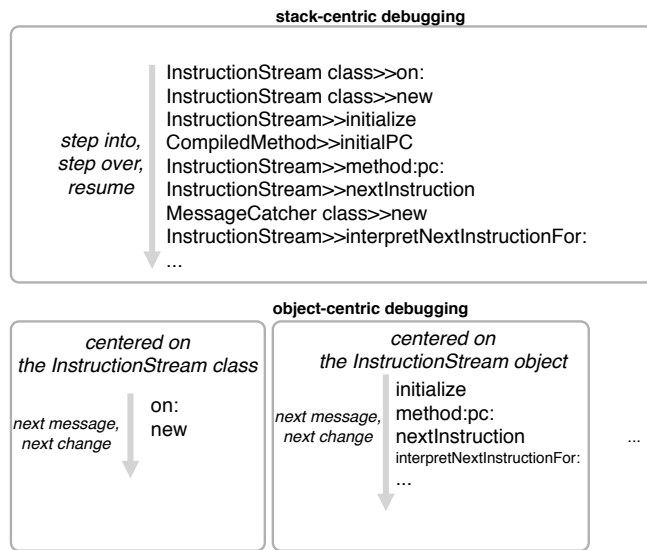 stack-centric debugging
step into,
step over,
resume
InstructionStream class>>on:
InstructionStream class>>new
InstructionStream>>initialize
CompiledMethod>>initialPC
InstructionStream>>method:pc:
InstructionStream>>nextInstruction
MessageCatcher class>>new
InstructionStream>>interpretNextInstructionFor:
...
object-centric debugging
centered on
the InstructionStream class
next message,
next change
on:
new
centered on
the InstructionStream object
next message,
next change
initialize
method:pc:
nextInstruction
interpretNextInstructionFor:
...
...